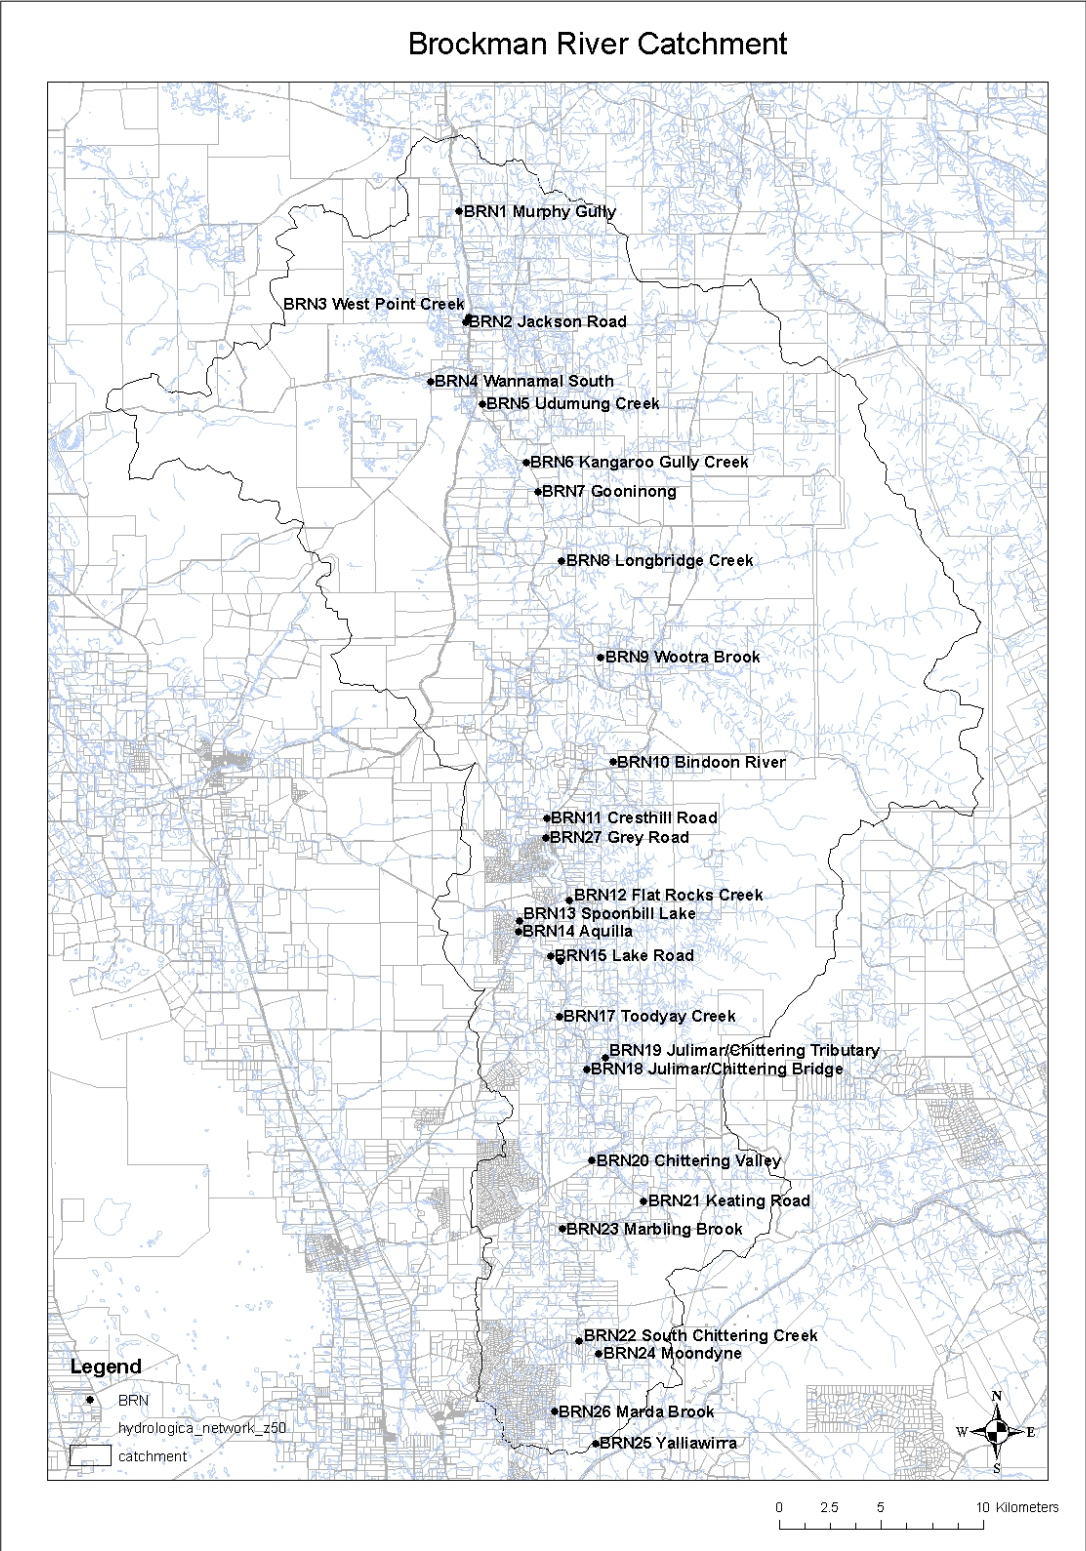 Brockman River Catchment
BRN1 Murphy Gully
BRN3 West Point Creek
BRN2 Jackson Road
BRN4 Wannamal South
BRN5 Udumung Creek
BRN6 Kangaroo Gully Creek
BRN7 Gooninong
BRN8 Longbridge Creek
BRN9 Wootra Brook
BRN10 Bindoon River
BRN11 Cresthill Road
BRN27 Grey Road
BRN12 Flat Rocks Creek
BRN13 Spoonbill Lake
BRN14 Aquilla
BRN15 Lake Road
BRN17 Toodyay Creek
BRN19 Julimar/Chittering Tributary
BRN18 Julimar/Chittering Bridge
BRN20 Chittering Valley
BRN21 Keating Road
BRN23 Marbling Brook
BRN22 South Chittering Creek
BRN24 Moondyne
BRN26 Marda Brook
BRN25 Yalliawirra
Legend
BRN
hydrologica_network_z50
catchment
N
W E
S
0 2.5 5 10 Kilometers